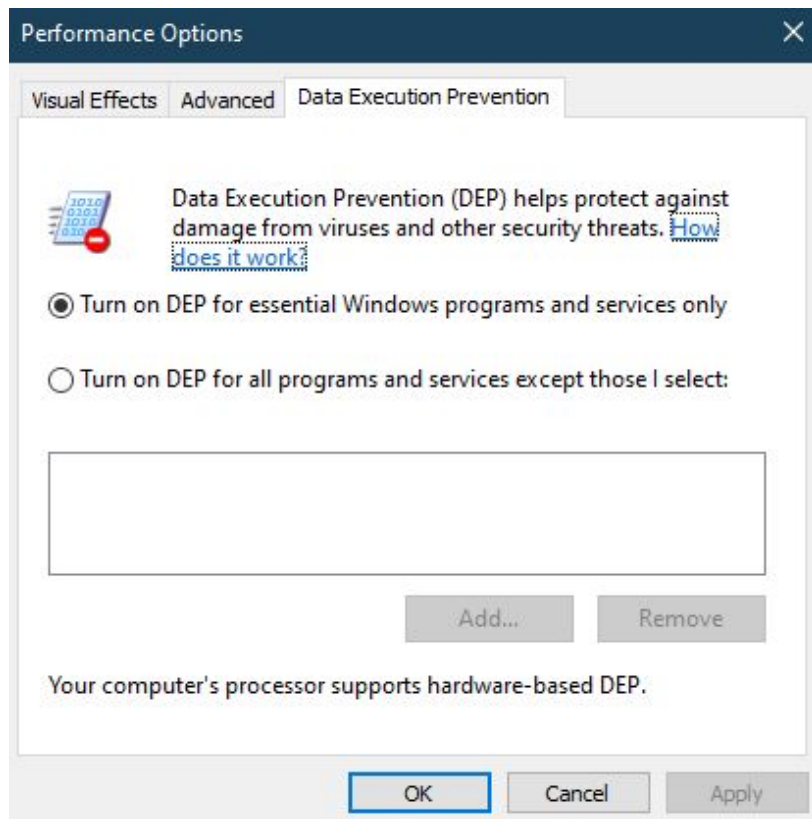 Performance Options
Visual Effects Advanced Data Execution Prevention
Data Execution Prevention (DEP) helps protect against
damage from viruses and other security threats. How
does it work?
Turn on DEP for essential Windows programs and services only
Turn on DEP for all programs and services except those I select:
Add... Remove
Your computer's processor supports hardware-based DEP.
OK Cancel Apply